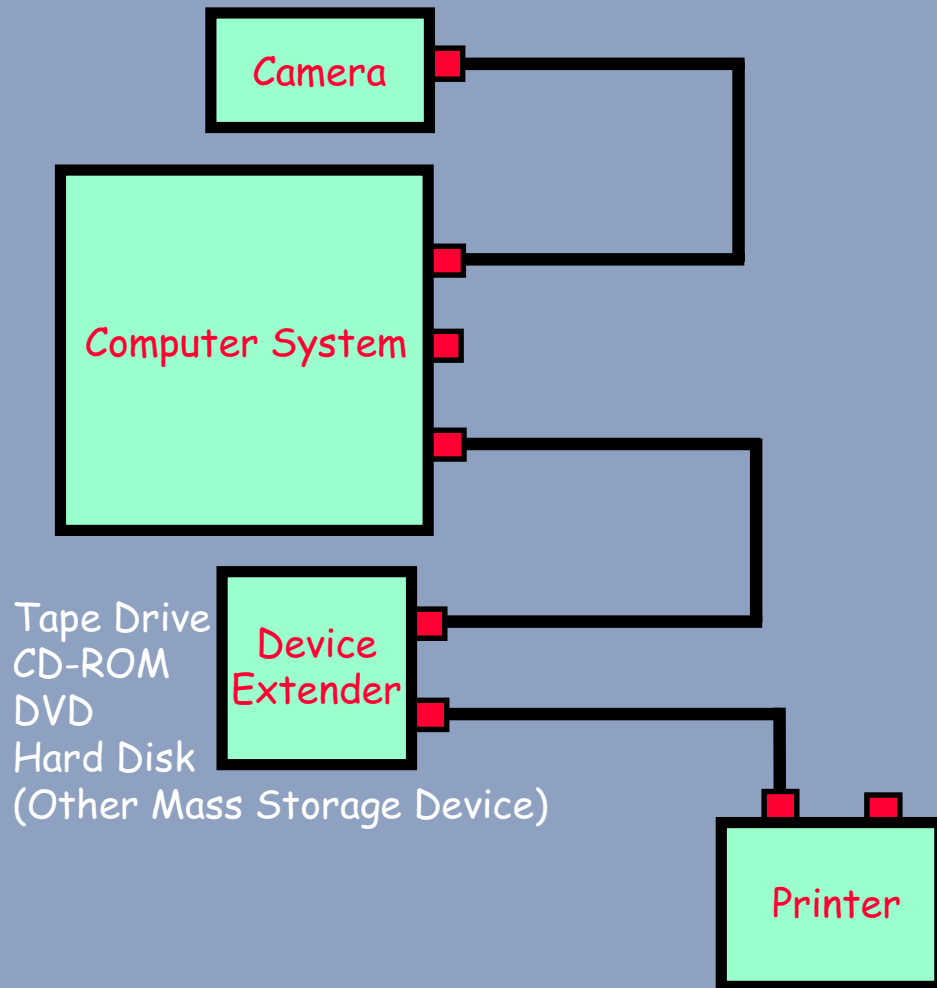 Camera
Computer System
Tape Drive
CD-ROM
DVD
Hard Disk
(Other Mass Storage Device)
Device
Extender
Printer